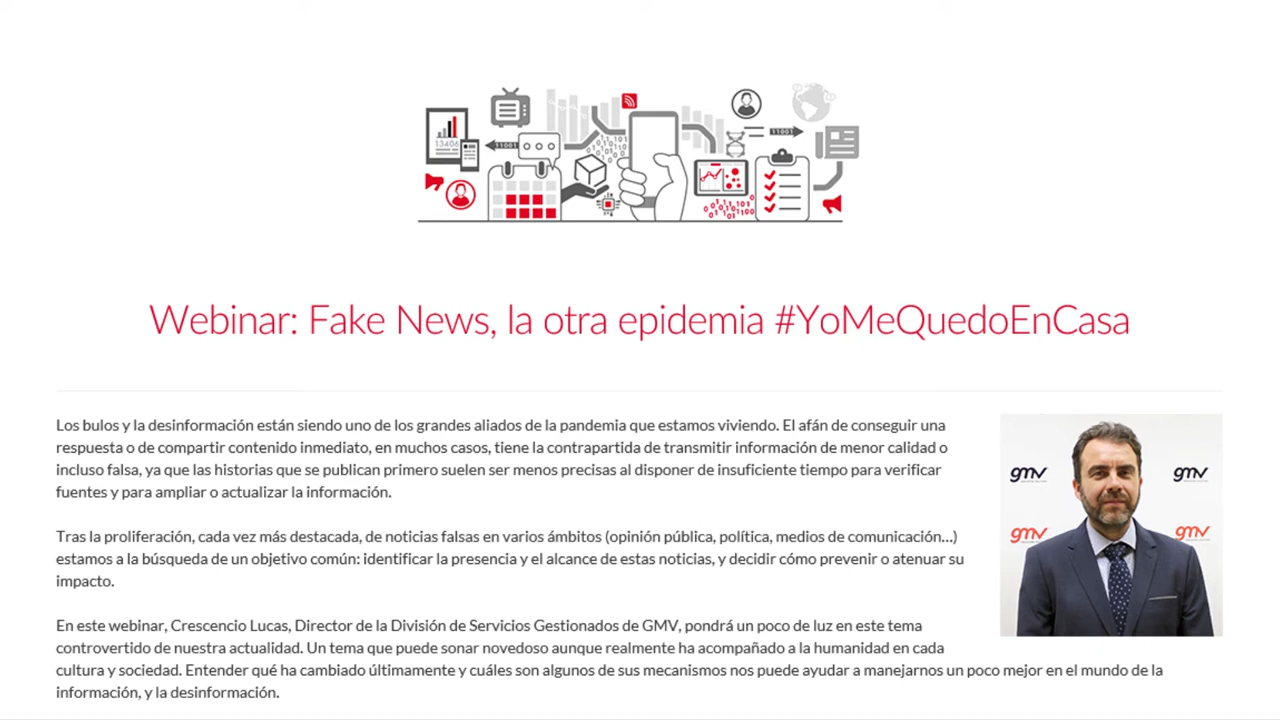 13406
11001
11001
Webinar: Fake News, la otra epidemia #YoMeQuedoEnCasa
Los bulos y la desinformación están siendo uno de los grandes aliados de la pandemia que estamos viviendo. El afán de conseguir una
respuesta o de compartir contenido inmediato, en muchos casos, tiene la contrapartida de transmitir información de menor calidad o
incluso falsa, ya que las historias que se publican primero suelen ser menos precisas al disponer de insuficiente tiempo para verificar
fuentes y para ampliar o actualizar la información.
gmv gmv
gmv gmv
Tras la proliferación, cada vez más destacada, de noticias falsas en varios ámbitos (opinión pública, política, medios de comunicación...)
estamos a la búsqueda de un objetivo común: identificar la presencia y el alcance de estas noticias, y decidir cómo prevenir o atenuar su
impacto.
En este webinar, Crescencio Lucas, Director de la División de Servicios Gestionados de GMV, pondrá un poco de luz en este tema
controvertido de nuestra actualidad. Un tema que puede sonar novedoso aunque realmente ha acompañado a la humanidad en cada
cultura y sociedad. Entender qué ha cambiado últimamente y cuáles son algunos de sus mecanismos nos puede ayudar a manejarnos un poco mejor en el mundo de la
información, y la desinformación.